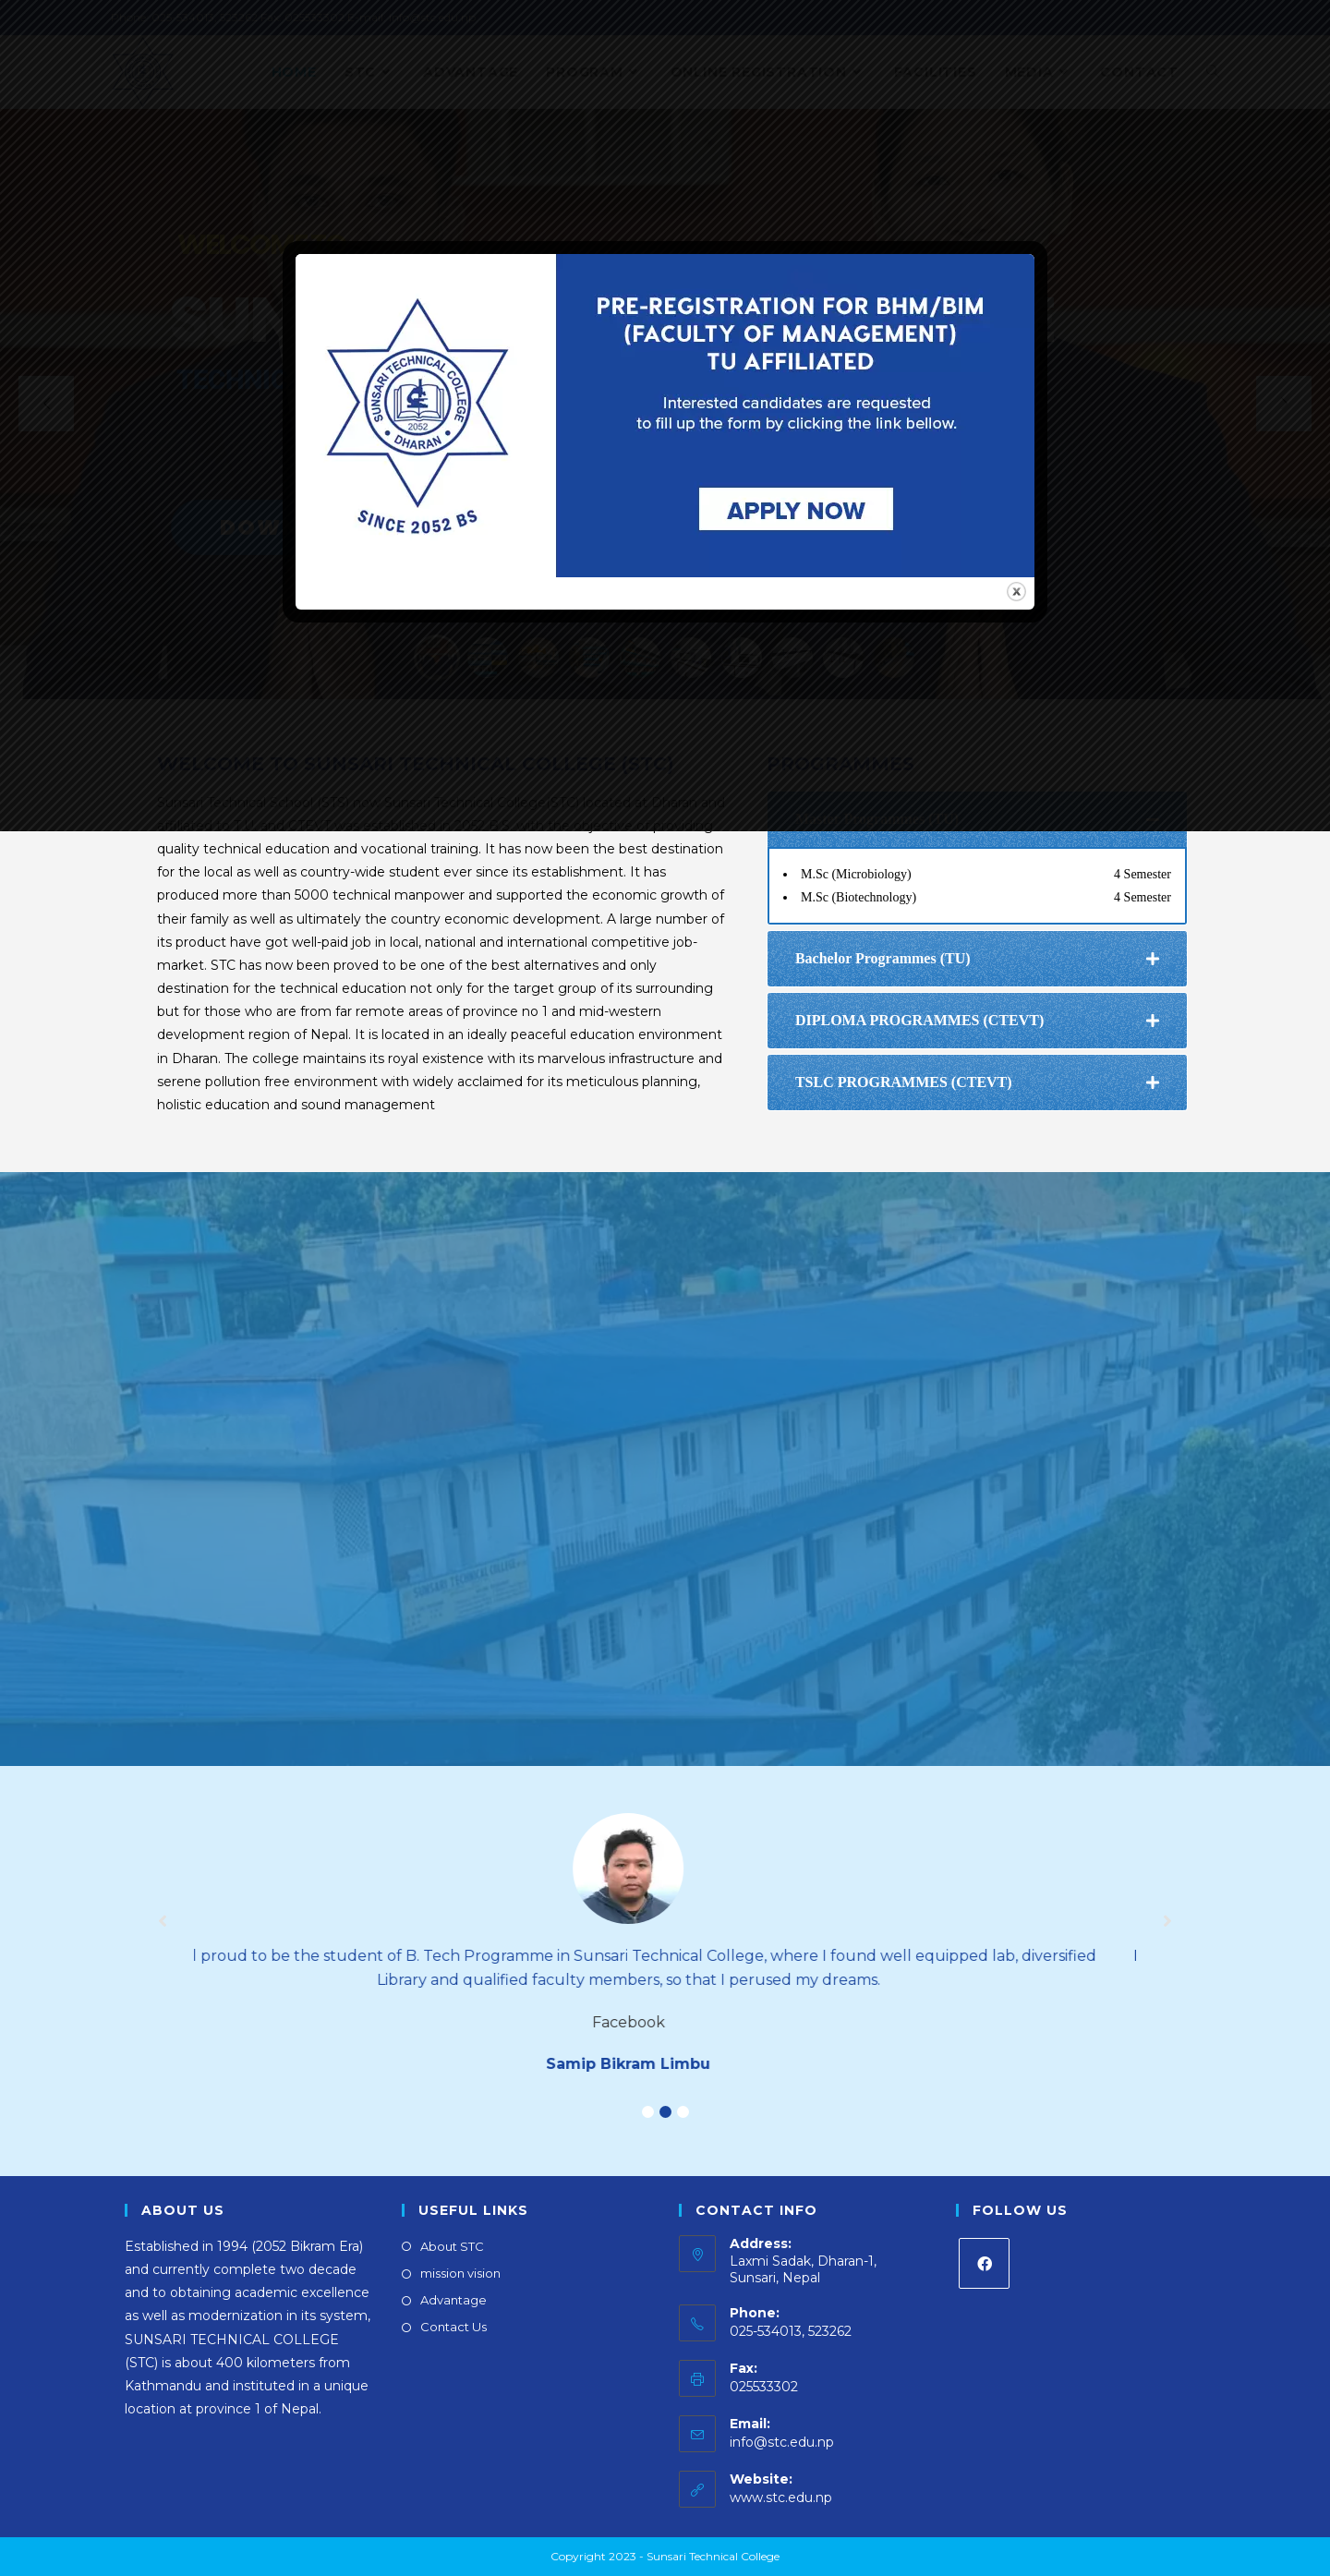 HOME
STC
ADVANTAGE
PROGRAM
ONLINE REGISTRATION
FACILITIES
MEDIA
CONTACT
SUNSARI TECHNICAL COLLEGE
2052
DHARAN
SINCE 2052 BS
PRE-REGISTRATION FOR BHM/BIM
(FACULTY OF MANAGEMENT)
TU AFFILIATED
Interested candidates are requested
to fill up the form by clicking the link bellow.
APPLY NOW
X
WELCOME TO SUNSARI TECHNICAL COLLEGE (STC)
quality technical education and vocational training. It has now been the best destination
for the local as well as country-wide student ever since its establishment. It has
produced more than 5000 technical manpower and supported the economic growth of
their family as well as ultimately the country economic development. A large number of
its product have got well-paid job in local, national and international competitive job-
market. STC has now been proved to be one of the best alternatives and only
destination for the technical education not only for the target group of its surrounding
but for those who are from far remote areas of province no 1 and mid-western
development region of Nepal. It is located in an ideally peaceful education environment
in Dharan. The college maintains its royal existence with its marvelous infrastructure and
serene pollution free environment with widely acclaimed for its meticulous planning,
holistic education and sound management
PROGRAMMES
M.Sc (Microbiology) 4 Semester
M.Sc (Biotechnology) 4 Semester
Bachelor Programmes (TU)
DIPLOMA PROGRAMMES (CTEVT)
TSLC PROGRAMMES (CTEVT)
SUNSARI TECHNICAL COLLEGE
I proud to be the student of B. Tech Programme in Sunsari Technical College, where I found well equipped lab, diversified
Library and qualified faculty members, so that I perused my dreams.
I
Facebook
Samip Bikram Limbu
ABOUT US
Established in 1994 (2052 Bikram Era)
and currently complete two decade
and to obtaining academic excellence
as well as modernization in its system,
SUNSARI TECHNICAL COLLEGE
(STC) is about 400 kilometers from
Kathmandu and instituted in a unique
location at province 1 of Nepal.
USEFUL LINKS
About STC
mission vision
Advantage
Contact Us
CONTACT INFO
Address:
Laxmi Sadak, Dharan-1,
Sunsari, Nepal
Phone:
025-534013, 523262
Fax:
025533302
Email:
info@stc.edu.np
Website:
www.stc.edu.np
FOLLOW US
Copyright 2023 - Sunsari Technical College